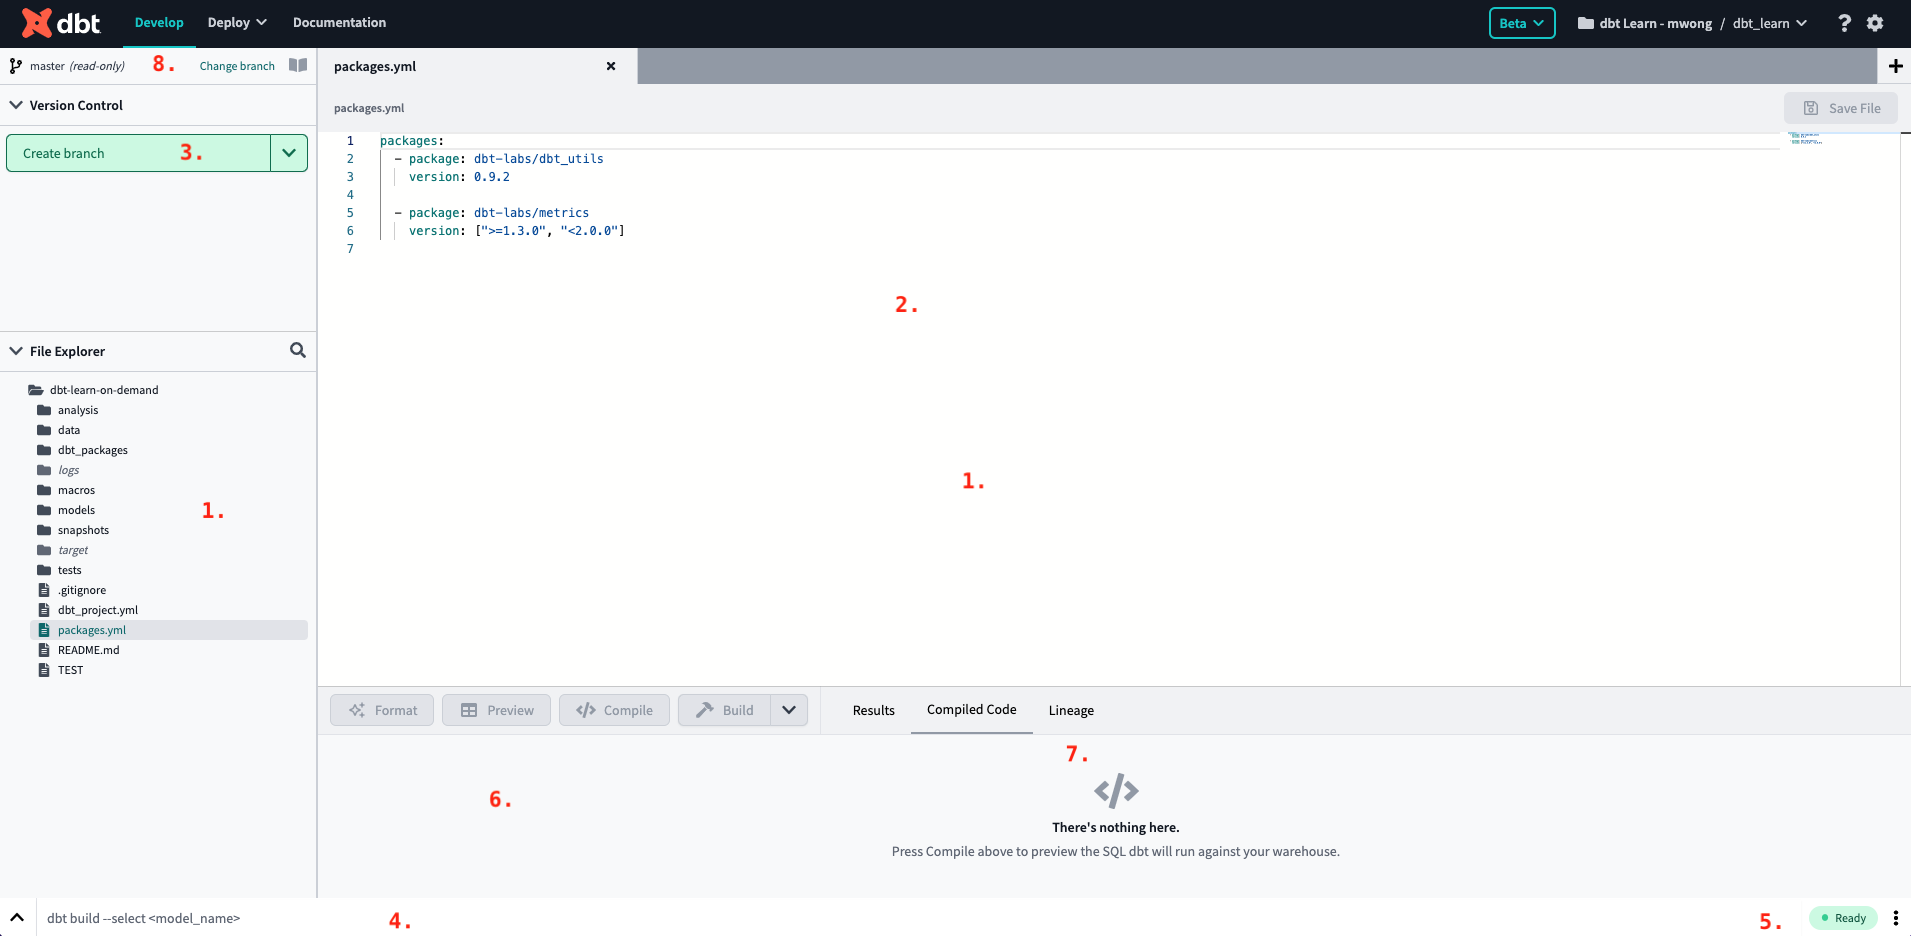 dbt Develop Deploy Documentation Beta dbt Learn - mwong / dbt_learn ?
master (read-only) 8. Change branch
packages.yml
Version Control
packages.yml
Save File
Create branch 3.
1 packages:
2 - package: dbt-labs/dbt_utils
3 version: 0.9.2
4
5 - package: dbt-labs/metrics
6 version: [">=1.3.0", "<2.0.0"]
7
2.
1.
File Explorer
dbt-learn-on-demand
analysis
data
dbt_packages
logs
macros
models
1.
snapshots
target
tests
.gitignore
dbt_project.yml
packages.yml
README.md
TEST
Format Preview Compile Build Results Compiled Code Lineage
7.
6.
There's nothing here.
Press Compile above to preview the SQL dbt will run against your warehouse.
dbt build --select <model_name> 4. 5. Ready